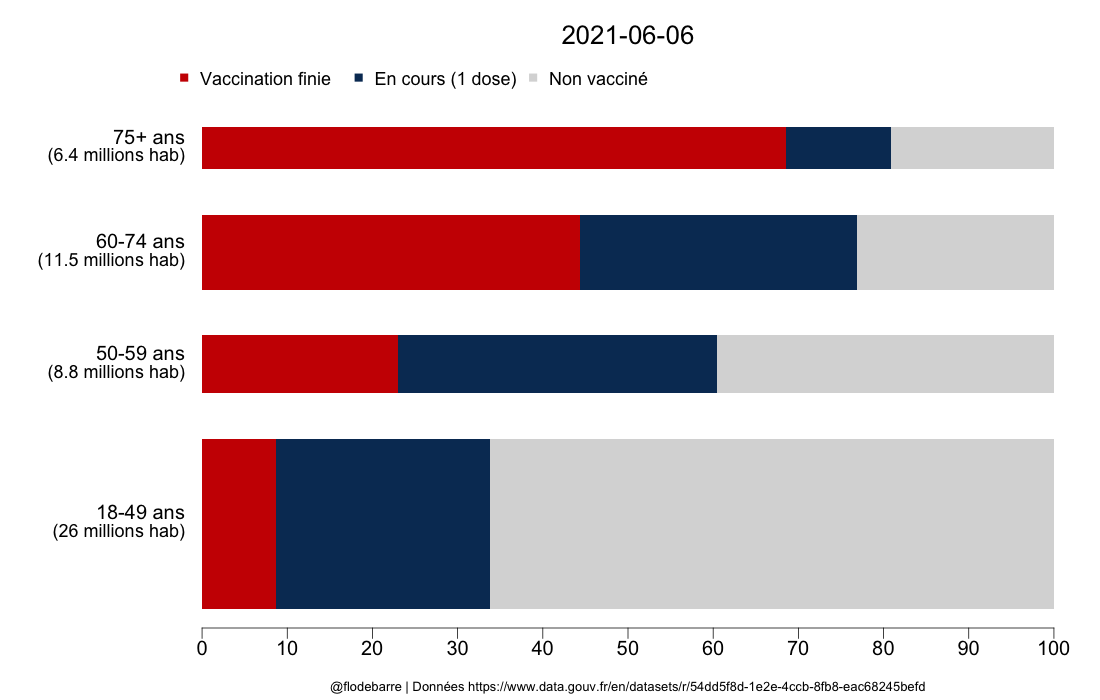 2021-06-06
Vaccination finie
En cours (1 dose)
Non vacciné
75+ ans
(6.4 millions hab)
60-74 ans
(11.5 millions hab)
50-59 ans
(8.8 millions hab)
18-49 ans
(26 millions hab)
0 10 20 30 40 50 60 70 80 90 100
@flodebarre | Données https://www.data.gouv.fr/en/datasets/r/54dd5f8d-1e2e-4ccb-8fb8-eac68245befd